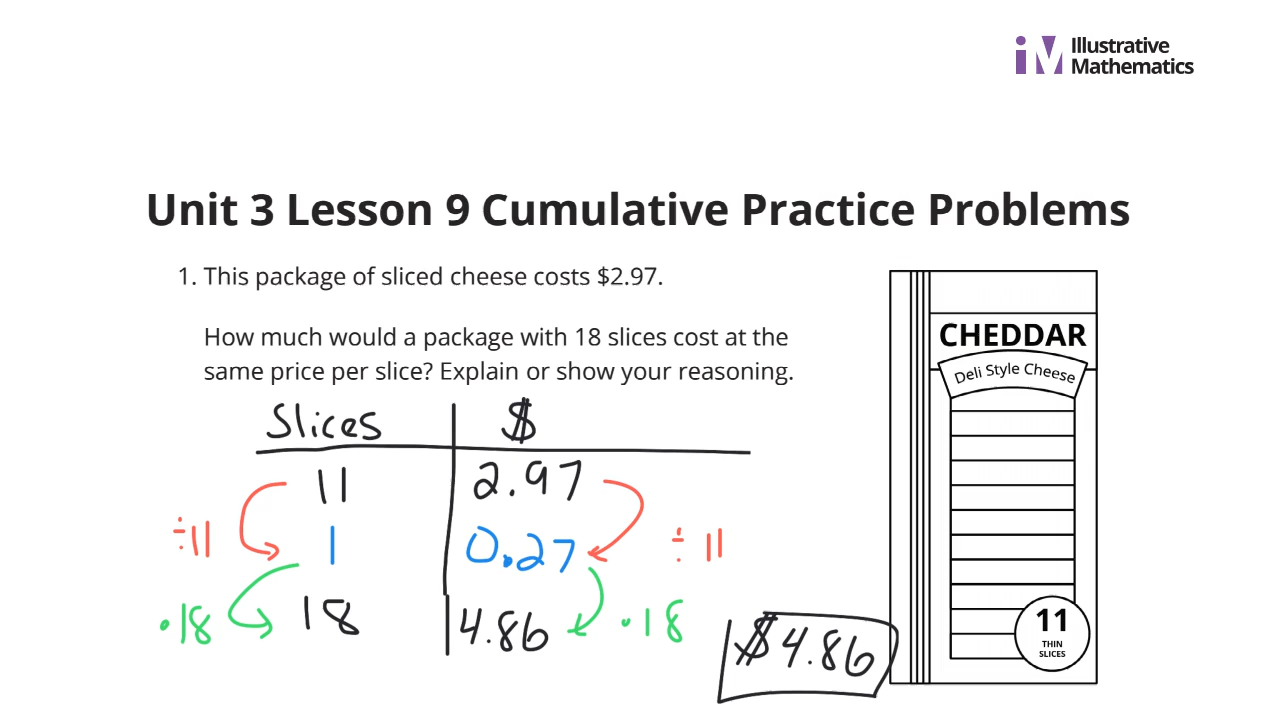 Illustrative
Mathematics
Unit 3 Lesson 9 Cumulative Practice Problems
1. This package of sliced cheese costs $2.97.
How much would a package with 18 slices cost at the
same price per slice? Explain or show your reasoning.
CHEDDAR
Deli Style Cheese
11
THIN
SLICES
Slices $
11 2.97
÷11 1 0.27 ÷ 11
·18 18 4.86 ·18
$4.86